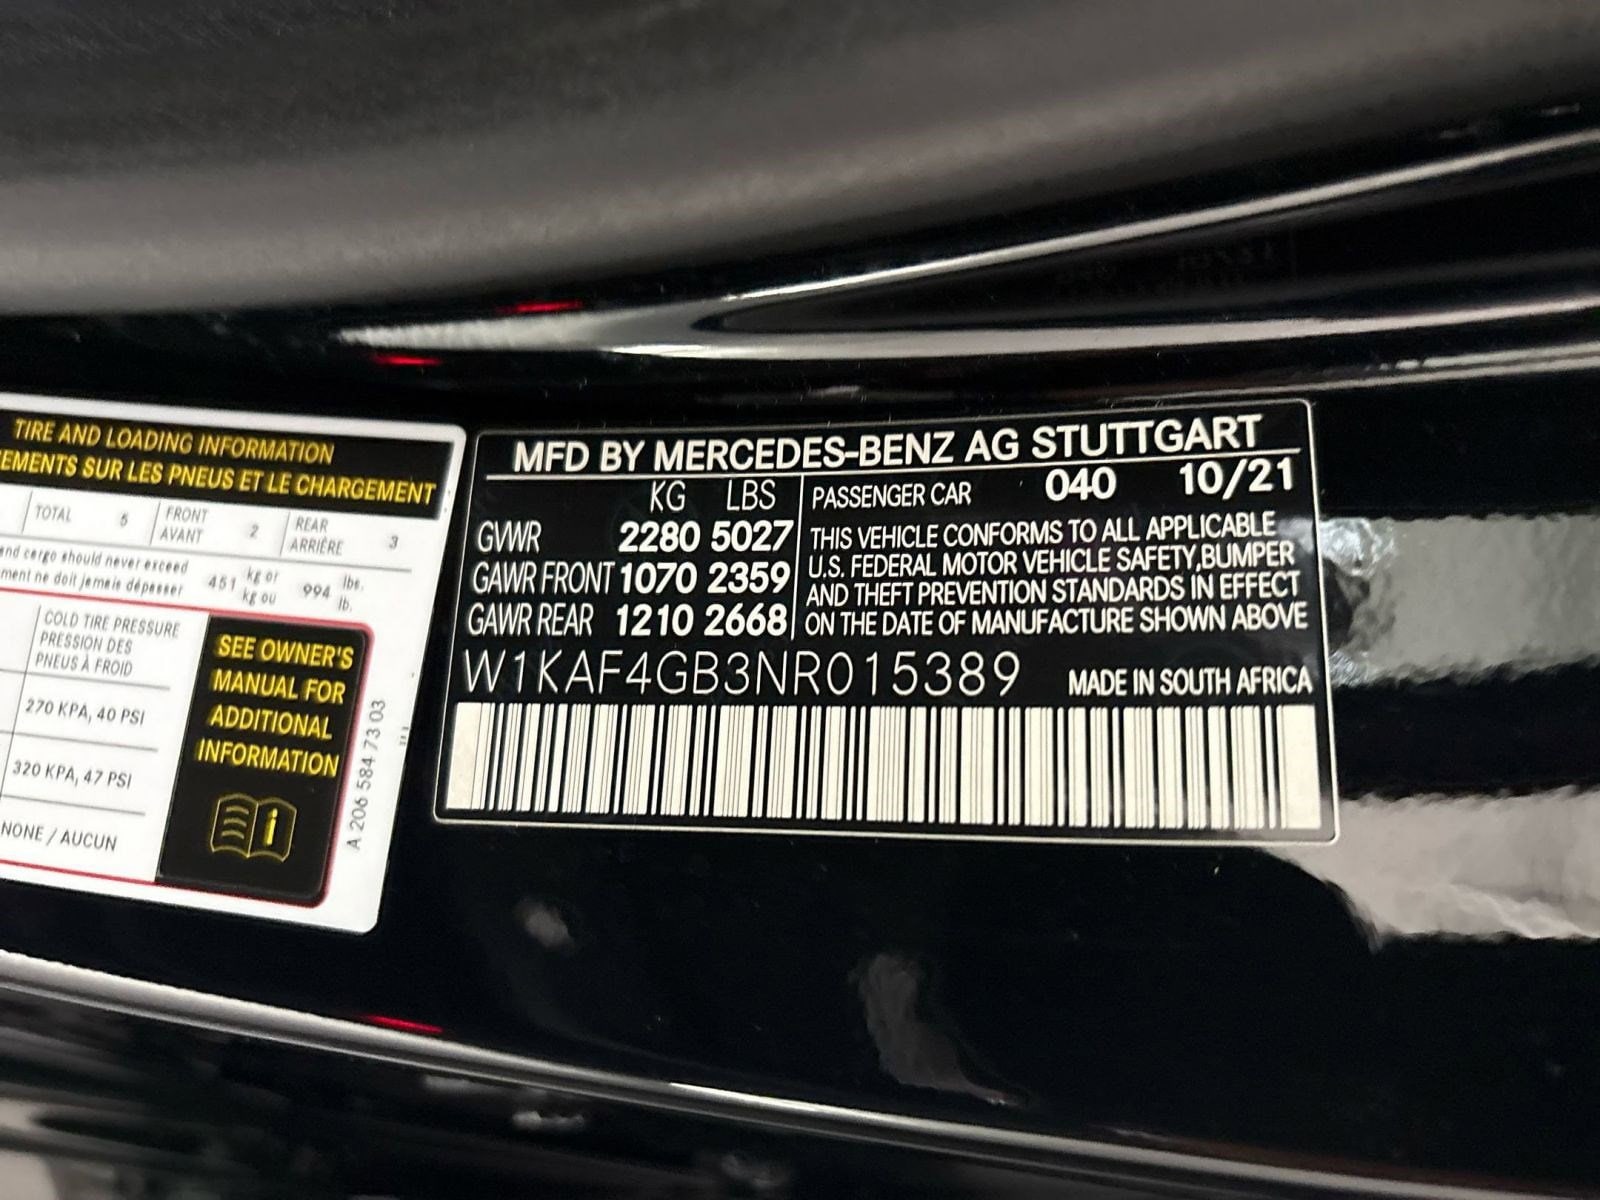 TIRE AND LOADING INFORMATION
EMENTS SUR LES PNEUS ET LE CHARGEMENT
TOTAL 5 FRONT AVANT 2 REAR ARRIÈRE 3
and cargo should never exceed
ment ne doit jamais dépasser
451 kg or kg ou 994 lbs. lb.
COLD TIRE PRESSURE
PRESSION DES
PNEUS À FROID
270 KPA, 40 PSI
320 KPA, 47 PSI
NONE / AUCUN
SEE OWNER'S
MANUAL FOR
ADDITIONAL
INFORMATION
A 206 584 73 03
MFD BY MERCEDES-BENZ AG STUTTGART
KG LBS
GVWR 2280 5027
GAWR FRONT 1070 2359
GAWR REAR 1210 2668
PASSENGER CAR 040 10/21
THIS VEHICLE CONFORMS TO ALL APPLICABLE
U.S. FEDERAL MOTOR VEHICLE SAFETY,BUMPER
AND THEFT PREVENTION STANDARDS IN EFFECT
ON THE DATE OF MANUFACTURE SHOWN ABOVE
W1KAF4GB3NR015389
MADE IN SOUTH AFRICA